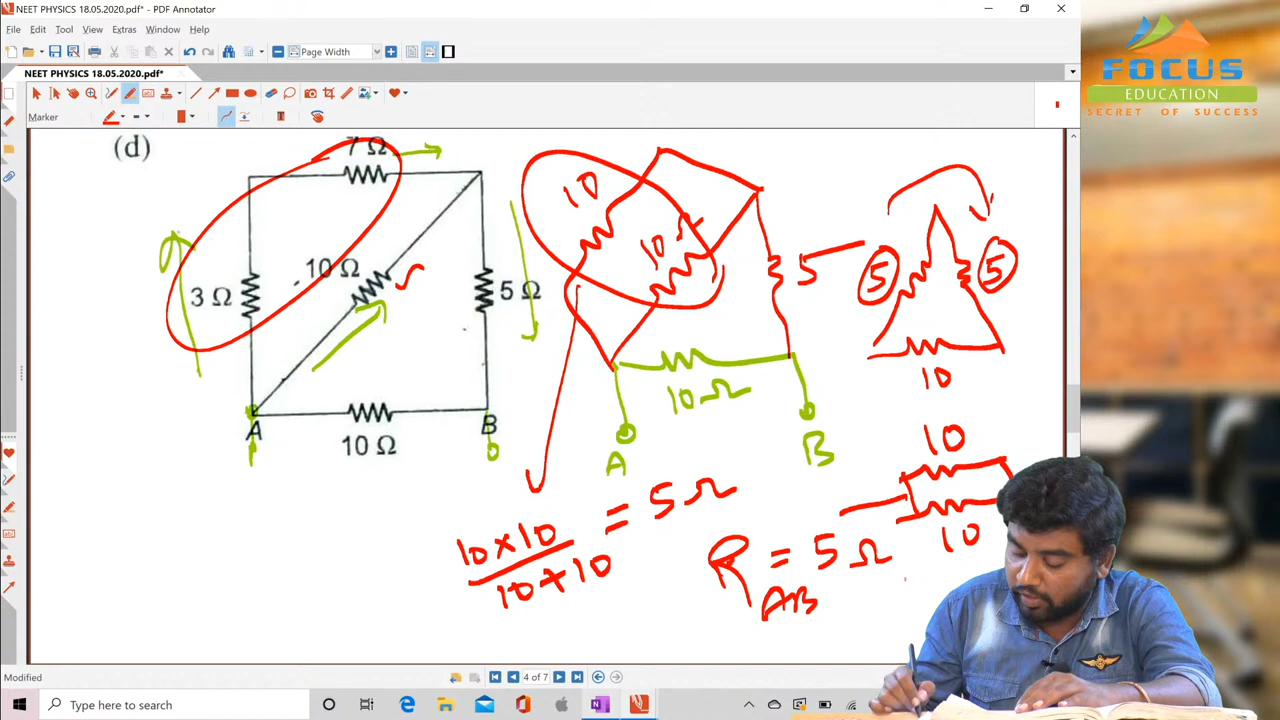 NEET PHYSICS 18.05.2020.pdf* - PDF Annotator
File Edit Tool View Extras Window Help
Page Width
NEET PHYSICS 18.05.2020.pdf*
Marker
FOCUS
EDUCATION
SECRET OF SUCCESS
(d)
7 Ω
10 Ω
3 Ω
5 Ω
A
B
10 Ω
10
10
5
10 Ω
A
B
5
5
10
10
10
10×10
10+10
= 5 Ω
R AB = 5 Ω
Modified
4 of 7
Type here to search